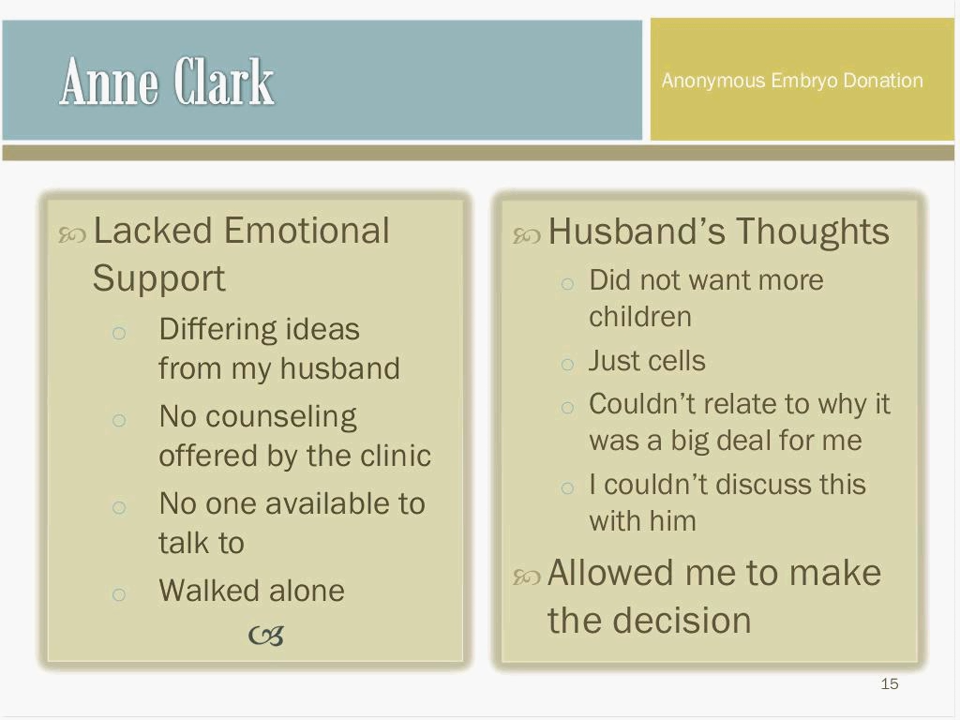 Anne Clark
Anonymous Embryo Donation
Lacked Emotional
Support
Differing ideas
from my husband
No counseling
offered by the clinic
No one available to
talk to
Walked alone
Husband's Thoughts
Did not want more
children
Just cells
Couldn't relate to why it
was a big deal for me
I couldn't discuss this
with him
Allowed me to make
the decision
15